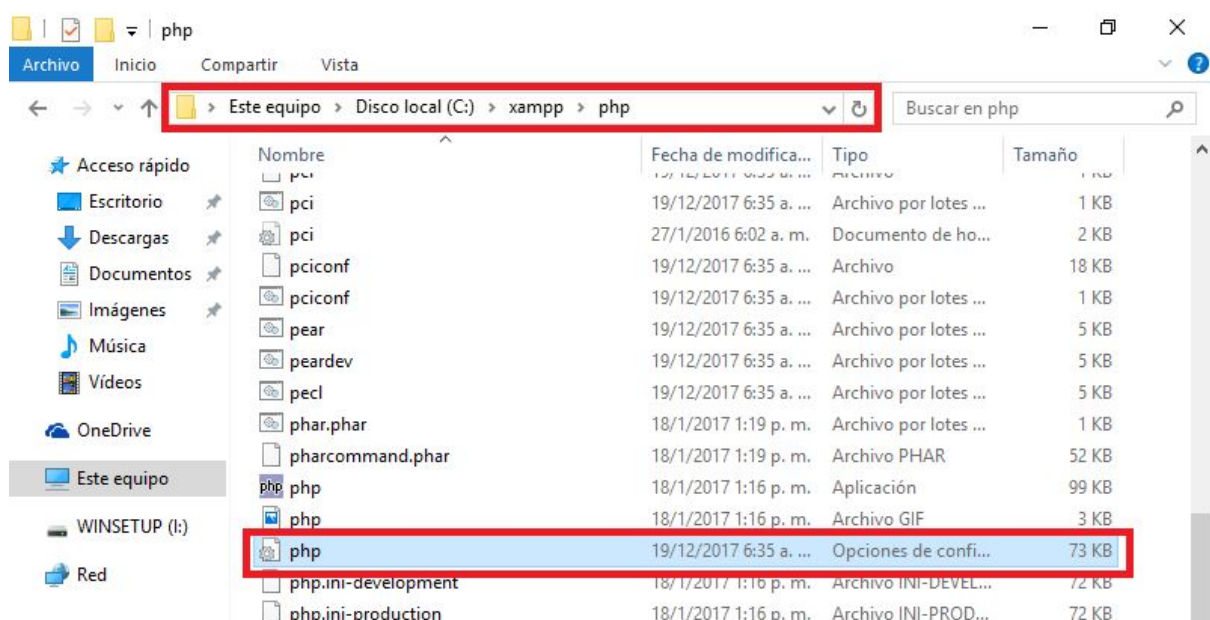 php
Archivo Inicio Compartir Vista
Este equipo > Disco local (C:) > xampp > php Buscar en php
Nombre Fecha de modifica... Tipo Tamaño
Acceso rápido
Escritorio
Descargas
Documentos
Imágenes
Música
Vídeos
OneDrive
Este equipo
WINSETUP (I:)
Red
pci 19/12/2017 6:35 a. ... Archivo por lotes ... 1 KB
pci 27/1/2016 6:02 a. m. Documento de ho... 2 KB
pciconf 19/12/2017 6:35 a. ... Archivo 18 KB
pciconf 19/12/2017 6:35 a. ... Archivo por lotes ... 1 KB
pear 19/12/2017 6:35 a. ... Archivo por lotes ... 5 KB
peardev 19/12/2017 6:35 a. ... Archivo por lotes ... 5 KB
pecl 19/12/2017 6:35 a. ... Archivo por lotes ... 5 KB
phar.phar 18/1/2017 1:19 p. m. Archivo por lotes ... 1 KB
pharcommand.phar 18/1/2017 1:19 p. m. Archivo PHAR 52 KB
php php 18/1/2017 1:16 p. m. Aplicación 99 KB
php 18/1/2017 1:16 p. m. Archivo GIF 3 KB
php 19/12/2017 6:35 a. ... Opciones de confi... 73 KB
php.ini-development 18/1/2017 1:16 p. m. Archivo INI-DEVEL... 72 KB
php.ini-production 18/1/2017 1:16 p. m. Archivo INI-PROD... 72 KB